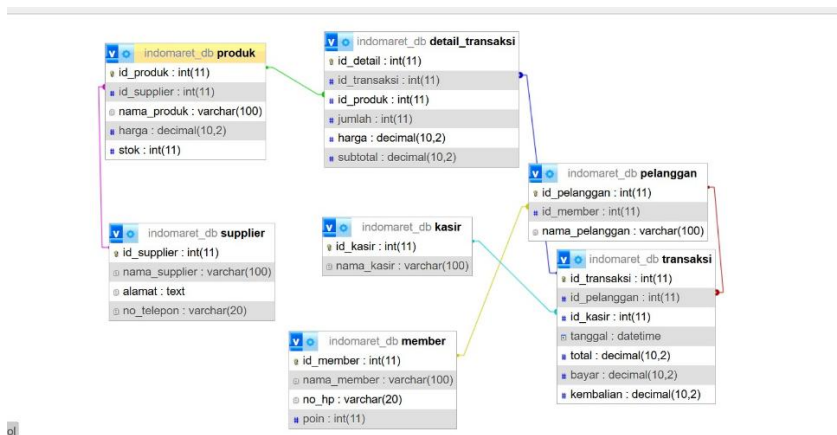 indomaret_db produk
id_produk : int(11)
id_supplier : int(11)
nama_produk : varchar(100)
harga : decimal(10,2)
stok : int(11)
indomaret_db detail_transaksi
id_detail : int(11)
id_transaksi : int(11)
id_produk : int(11)
jumlah : int(11)
harga : decimal(10,2)
subtotal : decimal(10,2)
indomaret_db pelanggan
id_pelanggan : int(11)
id_member : int(11)
nama_pelanggan : varchar(100)
indomaret_db supplier
id_supplier : int(11)
nama_supplier : varchar(100)
alamat : text
no_telepon : varchar(20)
indomaret_db kasir
id_kasir : int(11)
nama_kasir : varchar(100)
indomaret_db transaksi
id_transaksi : int(11)
id_pelanggan : int(11)
id_kasir : int(11)
tanggal : datetime
total : decimal(10,2)
bayar : decimal(10,2)
kembalian : decimal(10,2)
indomaret_db member
id_member : int(11)
nama_member : varchar(100)
no_hp : varchar(20)
poin : int(11)
ol